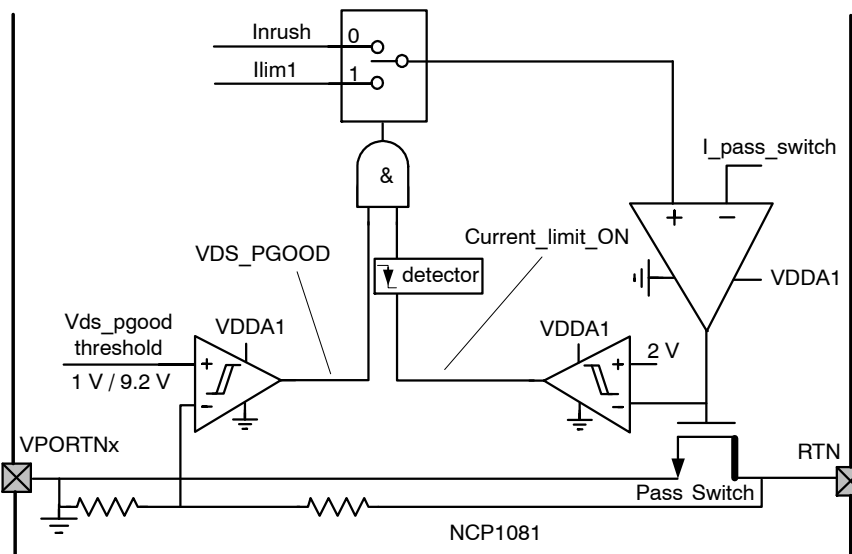 Inrush
0
Ilim1
1
I_pass_switch
&
+ −
VDS_PGOOD
Current_limit_ON
detector
VDDA1
Vds_pgood
threshold
1 V / 9.2 V
VDDA1
+
−
VDDA1
2 V
+
−
VPORTNx
RTN
Pass Switch
NCP1081